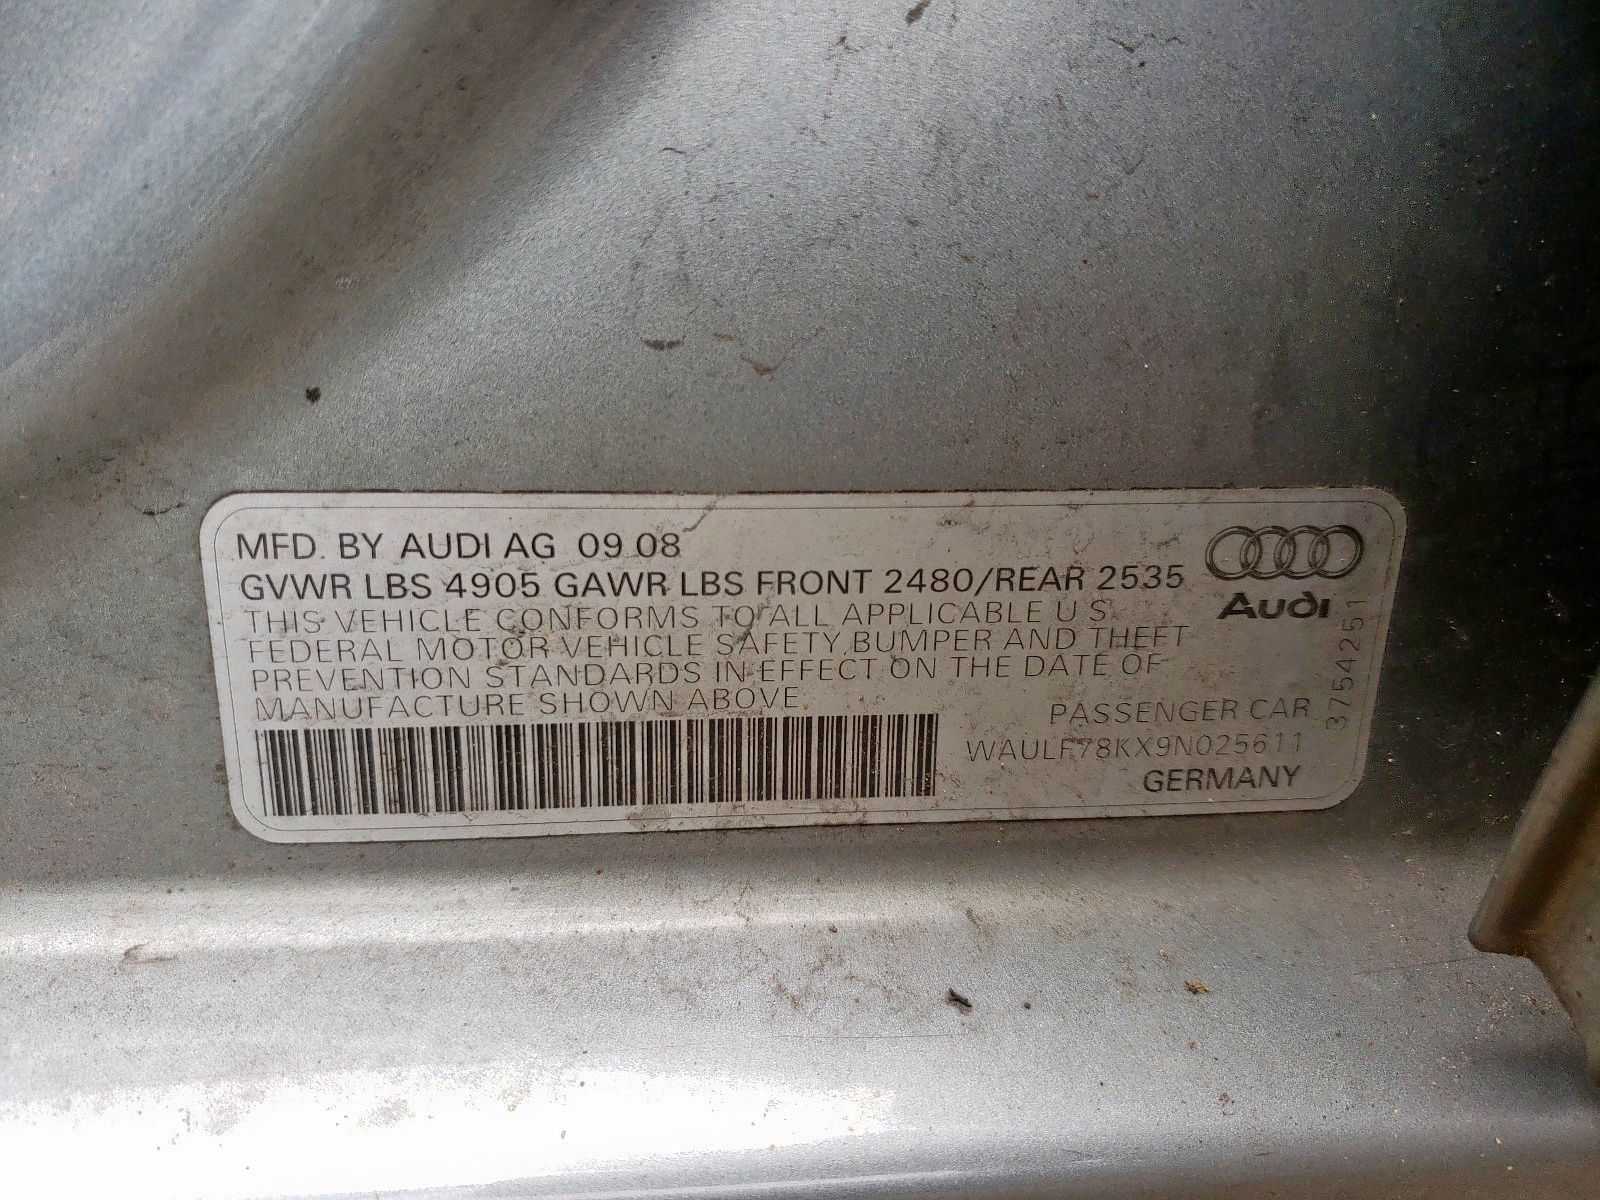 MFD. BY AUDI AG 09 08
GVWR LBS 4905 GAWR LBS FRONT 2480/REAR 2535
THIS VEHICLE CONFORMS TO ALL APPLICABLE U S
FEDERAL MOTOR VEHICLE SAFETY BUMPER AND THEFT
PREVENTION STANDARDS IN EFFECT ON THE DATE OF
MANUFACTURE SHOWN ABOVE
Audi
PASSENGER CAR
WAULF78KX9N025611
GERMANY
37542511